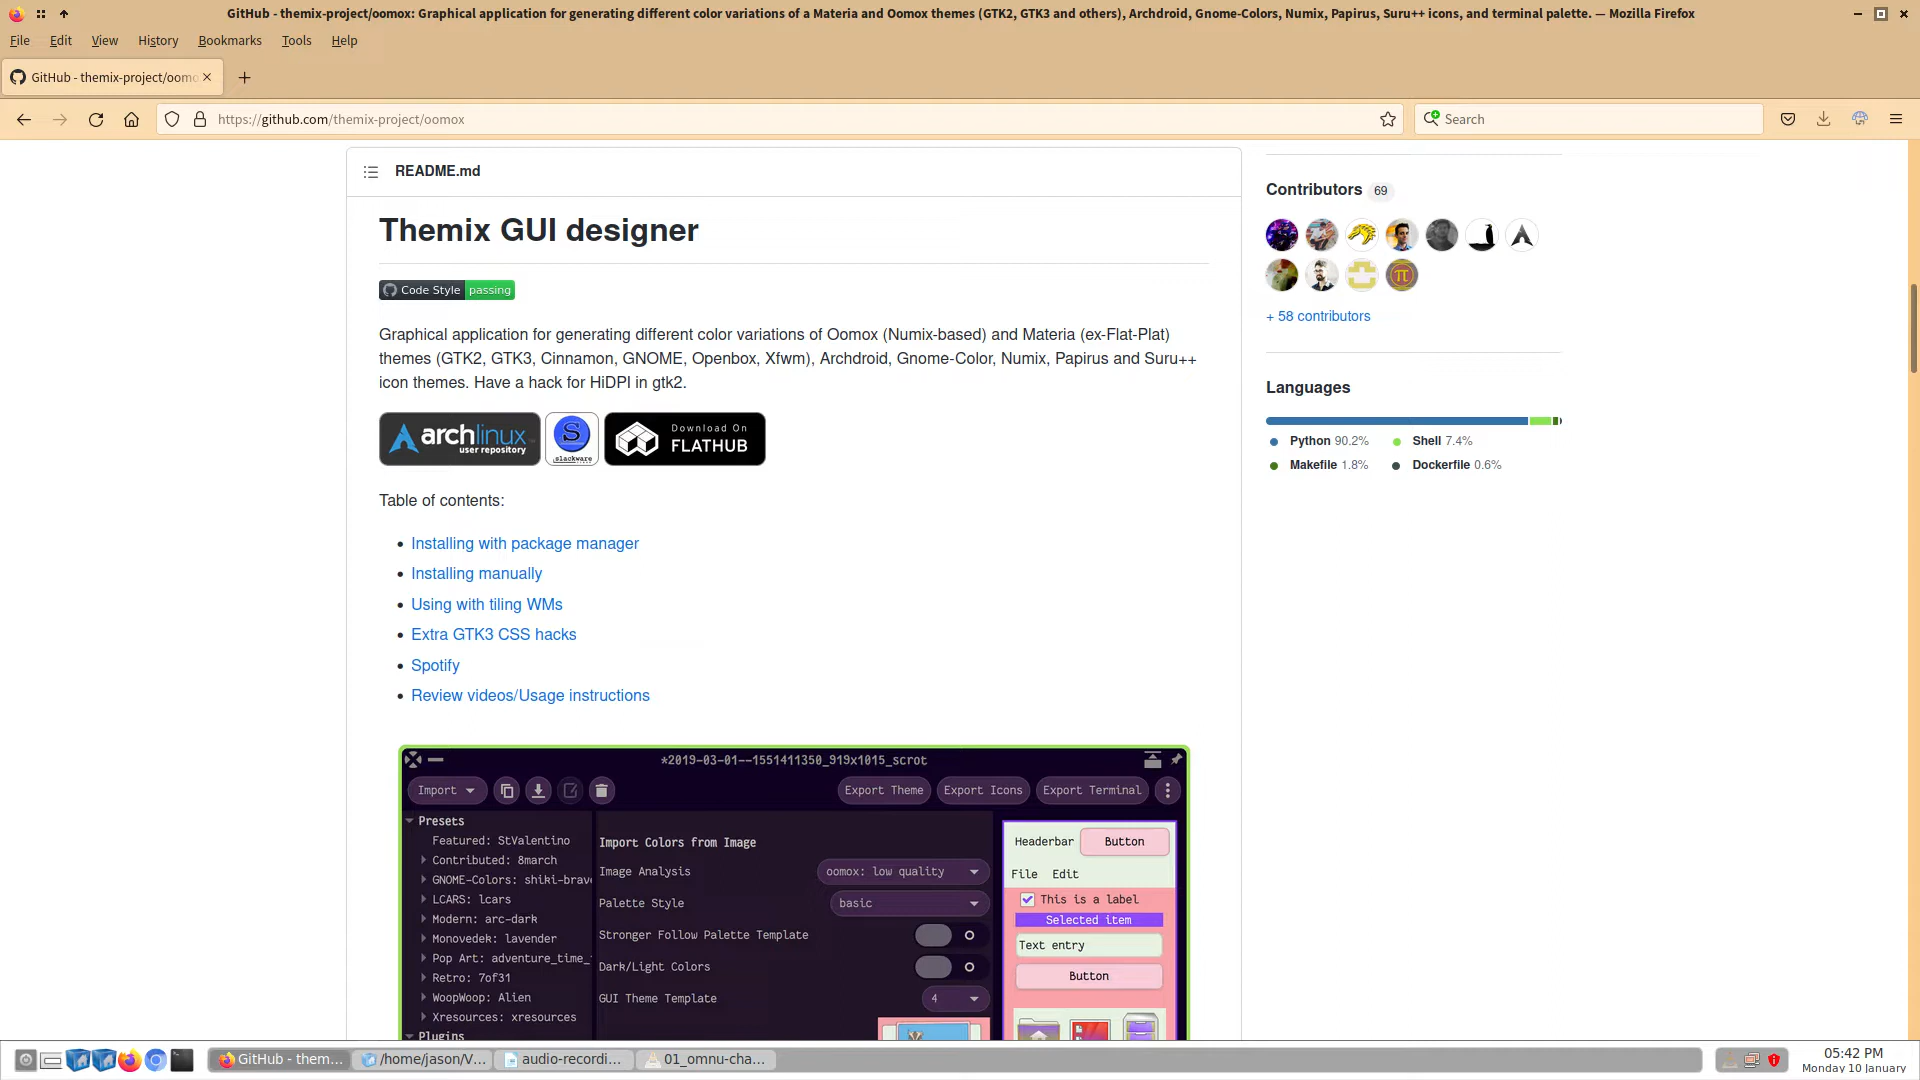 GitHub - themix-project/oomox: Graphical application for generating different color variations of a Materia and Oomox themes (GTK2, GTK3 and others), Archdroid, Gnome-Colors, Numix, Papirus, Suru++ icons, and terminal palette. — Mozilla Firefox
File Edit View History Bookmarks Tools Help
GitHub - themix-project/oomo
https://github.com/themix-project/oomox
Search
README.md
Themix GUI designer
Code Style passing
Graphical application for generating different color variations of Oomox (Numix-based) and Materia (ex-Flat-Plat)
themes (GTK2, GTK3, Cinnamon, GNOME, Openbox, Xfwm), Archdroid, Gnome-Color, Numix, Papirus and Suru++
icon themes. Have a hack for HiDPI in gtk2.
archlinux
user repository
S
slackware
Download On
FLATHUB
Table of contents:
Installing with package manager
Installing manually
Using with tiling WMs
Extra GTK3 CSS hacks
Spotify
Review videos/Usage instructions
*2019-03-01--1551411350_919x1015_scrot
Import Export Theme Export Icons Export Terminal
Presets
Featured: StValentino
Contributed: 8march
GNOME-Colors: shiki-brave
LCARS: lcars
Modern: arc-dark
Monovedek: lavender
Pop Art: adventure_time_
Retro: 7of31
WoopWoop: Alien
Xresources: xresources
Plugins
Import Colors from Image
Image Analysis oomox: low quality
Palette Style basic
Stronger Follow Palette Template
Dark/Light Colors
GUI Theme Template 4
Headerbar Button
File Edit
This is a label
Selected item
Text entry
Button
Contributors 69
+ 58 contributors
Languages
Python 90.2% Shell 7.4%
Makefile 1.8% Dockerfile 0.6%
GitHub - them... /home/jason/V... audio-recordi... 01_omnu-cha...
05:42 PM
Monday 10 January